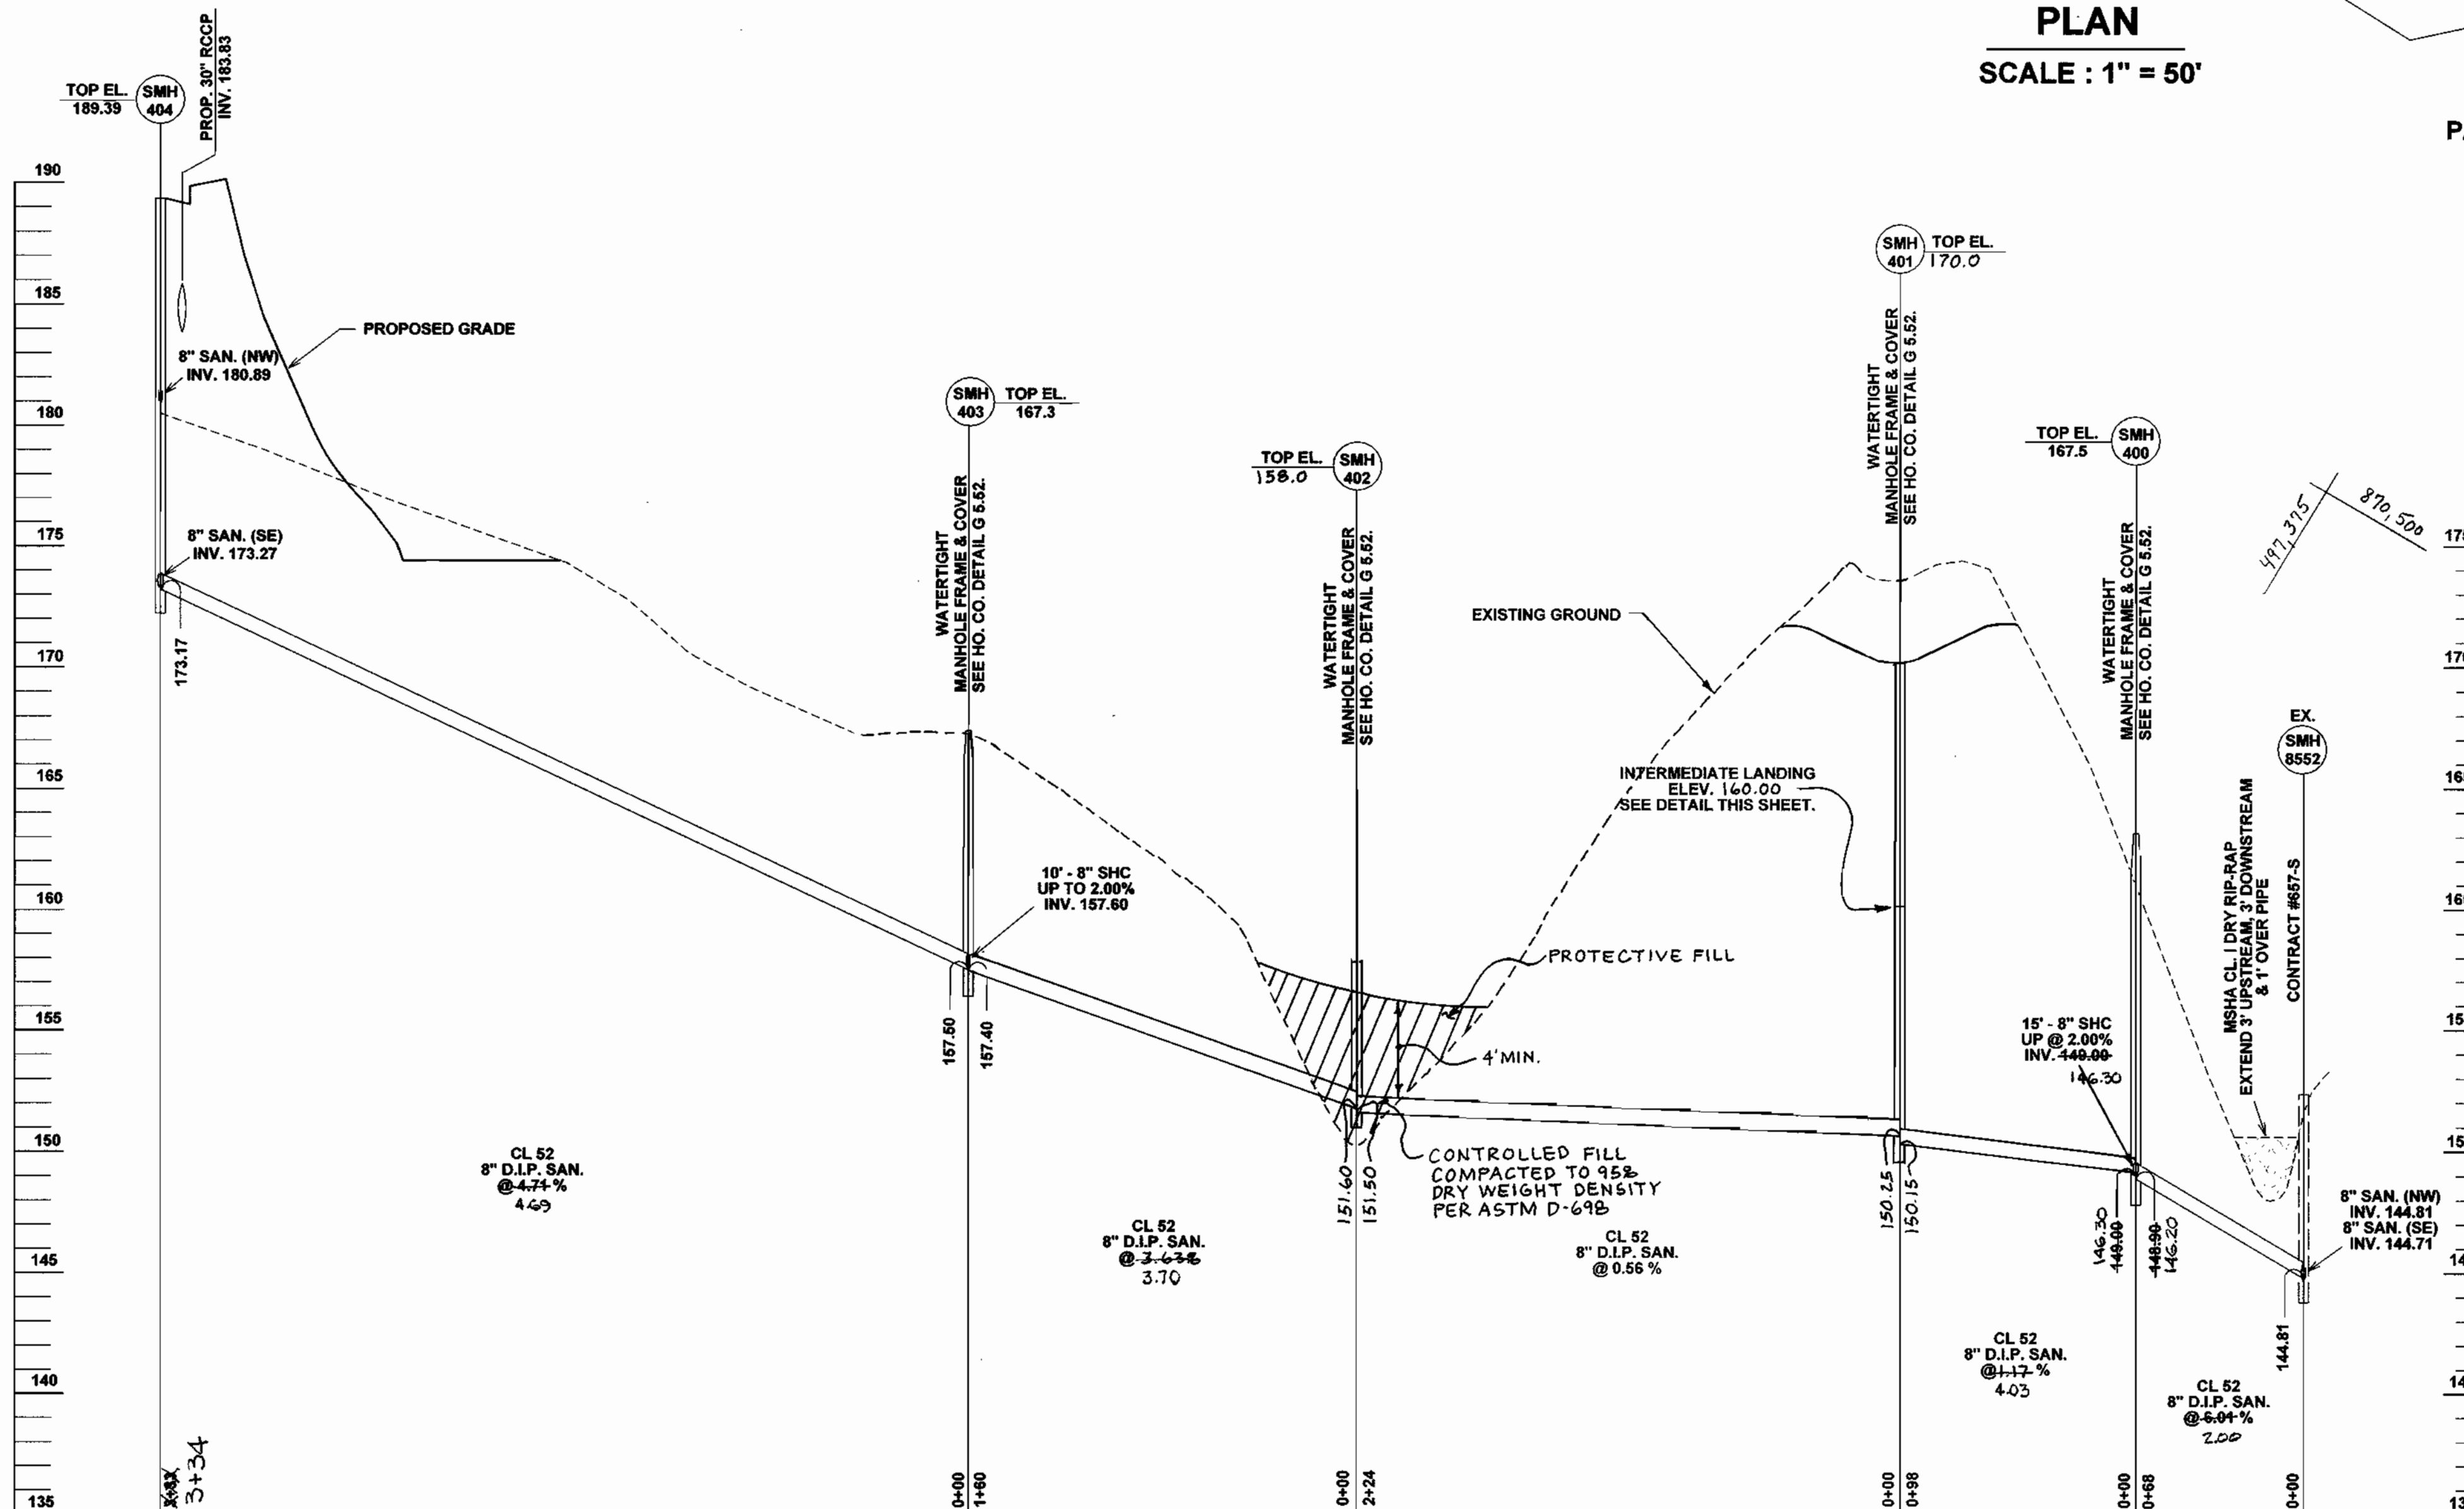 PLAN
SCALE : 1" = 50'
PROP. 30" RCCP
INV. 183.83
TOP EL.
189.39
SMH
404
190
185
180
175
170
165
160
155
150
145
140
135
PROPOSED GRADE
8" SAN. (NW)
INV. 180.89
8" SAN. (SE)
INV. 173.27
173.17
SMH
403
TOP EL.
167.3
WATERTIGHT
MANHOLE FRAME & COVER
SEE HO. CO. DETAIL G 5.52.
10' - 8" SHC
UP TO 2.00%
INV. 157.60
157.50
157.40
TOP EL.
158.0
SMH
402
WATERTIGHT
MANHOLE FRAME & COVER
SEE HO. CO. DETAIL G 5.52.
PROTECTIVE FILL
4' MIN.
CONTROLLED FILL
COMPACTED TO 95%
DRY WEIGHT DENSITY
PER ASTM D-698
151.60
151.50
EXISTING GROUND
INTERMEDIATE LANDING
ELEV. 160.00
SEE DETAIL THIS SHEET.
SMH
401
TOP EL.
170.0
WATERTIGHT
MANHOLE FRAME & COVER
SEE HO. CO. DETAIL G 5.52.
150.25
150.15
TOP EL.
167.5
SMH
400
WATERTIGHT
MANHOLE FRAME & COVER
SEE HO. CO. DETAIL G 5.52.
15' - 8" SHC
UP @ 2.00%
INV. 149.00
146.30
146.30
149.00
148.90
146.20
497,375
870,500
EX.
SMH
8552
MSHA CL. I DRY RIP-RAP
EXTEND 3' UPSTREAM, 3' DOWNSTREAM
& 1' OVER PIPE
CONTRACT #657-S
8" SAN. (NW)
INV. 144.81
8" SAN. (SE)
INV. 144.71
144.81
CL 52
8" D.I.P. SAN.
@ 4.71 %
4.69
CL 52
8" D.I.P. SAN.
@ 3.63%
3.70
CL 52
8" D.I.P. SAN.
@ 0.56 %
CL 52
8" D.I.P. SAN.
@ 1.17 %
4.03
CL 52
8" D.I.P. SAN.
@ 6.01 %
2.00
3+34
0+00
1+60
0+00
2+24
0+00
0+98
0+00
0+68
0+00